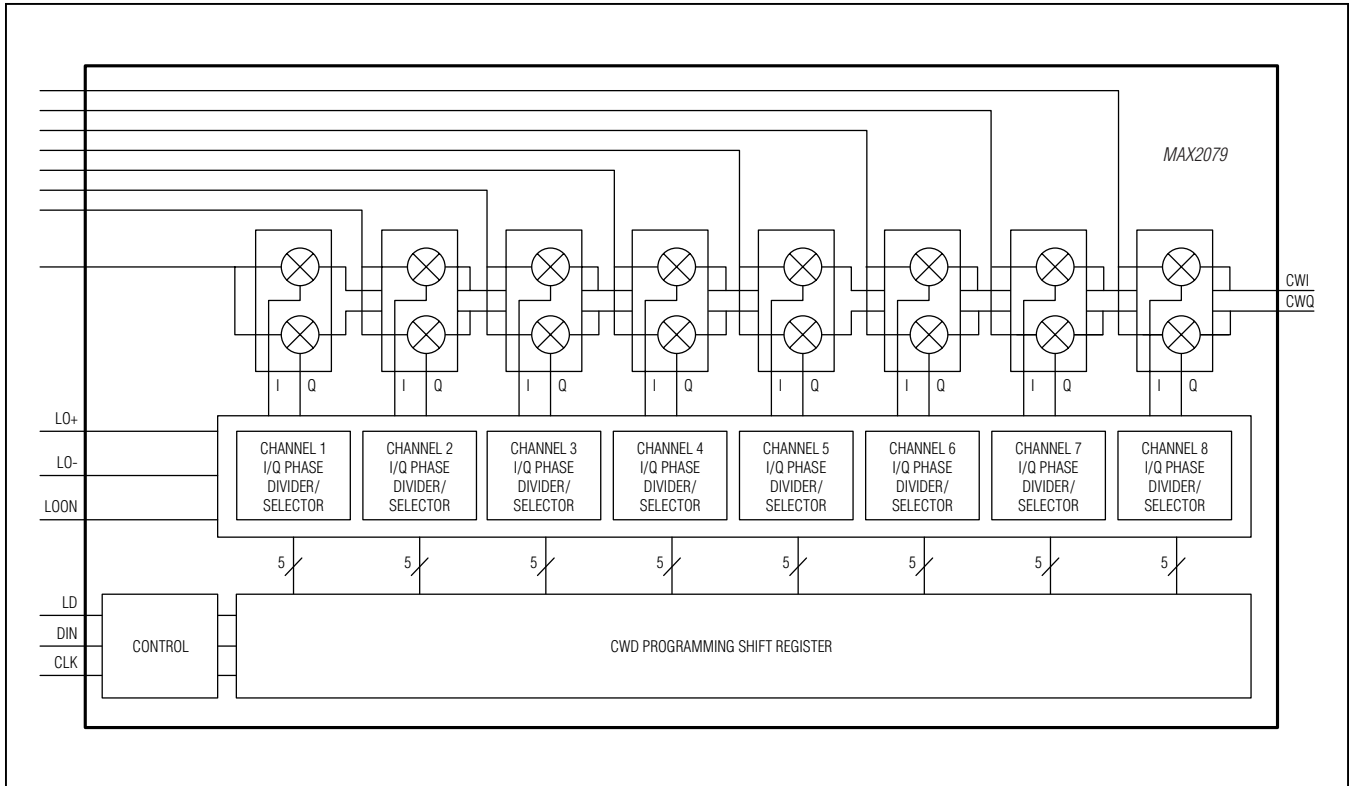 MAX2079
CWI
CWQ
I Q I Q I Q I Q I Q I Q I Q I Q
LO+
LO-
LOON
CHANNEL 1
I/Q PHASE
DIVIDER/
SELECTOR
CHANNEL 2
I/Q PHASE
DIVIDER/
SELECTOR
CHANNEL 3
I/Q PHASE
DIVIDER/
SELECTOR
CHANNEL 4
I/Q PHASE
DIVIDER/
SELECTOR
CHANNEL 5
I/Q PHASE
DIVIDER/
SELECTOR
CHANNEL 6
I/Q PHASE
DIVIDER/
SELECTOR
CHANNEL 7
I/Q PHASE
DIVIDER/
SELECTOR
CHANNEL 8
I/Q PHASE
DIVIDER/
SELECTOR
5 5 5 5 5 5 5 5
LD
DIN
CLK
CONTROL
CWD PROGRAMMING SHIFT REGISTER